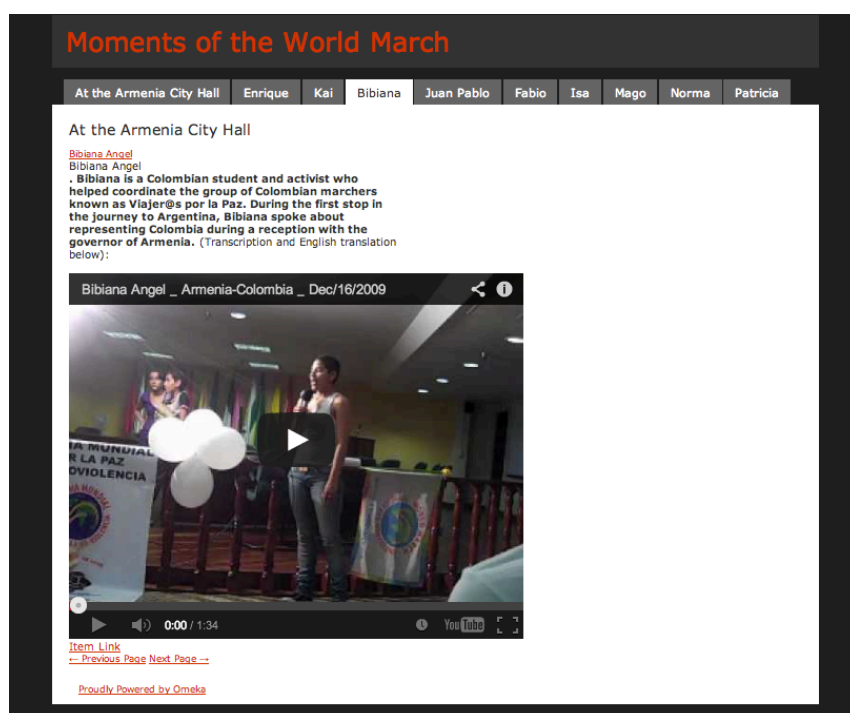 Moments of the World March
At the Armenia City Hall Enrique Kai Bibiana Juan Pablo Fabio Isa Mago Norma Patricia
At the Armenia City Hall
Bibiana Angel
Bibiana Angel
. Bibiana is a Colombian student and activist who
helped coordinate the group of Colombian marchers
known as Viajer@s por la Paz. During the first stop in
the journey to Argentina, Bibiana spoke about
representing Colombia during a reception with the
governor of Armenia. (Transcription and English translation
below):
Bibiana Angel _ Armenia-Colombia _ Dec/16/2009
IA MUNDIAL
R LA PAZ
OVIOLENCIA
0:00 / 1:34
YouTube
Item Link
← Previous Page Next Page →
Proudly Powered by Omeka